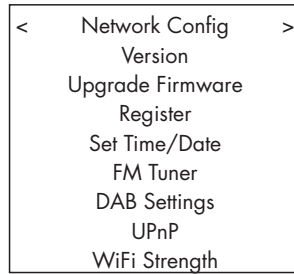 < Network Config >
Version
Upgrade Firmware
Register
Set Time/Date
FM Tuner
DAB Settings
UPnP
WiFi Strength